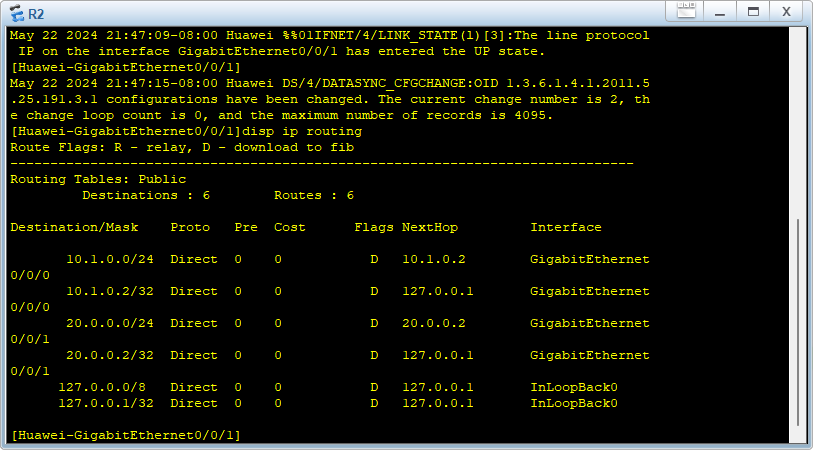 R2
May 22 2024 21:47:09-08:00 Huawei %%01IFNET/4/LINK_STATE(l)[3]:The line protocol
 IP on the interface GigabitEthernet0/0/1 has entered the UP state.
[Huawei-GigabitEthernet0/0/1]
May 22 2024 21:47:15-08:00 Huawei DS/4/DATASYNC_CFGCHANGE:OID 1.3.6.1.4.1.2011.5
.25.191.3.1 configurations have been changed. The current change number is 2, th
e change loop count is 0, and the maximum number of records is 4095.
[Huawei-GigabitEthernet0/0/1]disp ip routing
Route Flags: R - relay, D - download to fib
------------------------------------------------------------------------------
Routing Tables: Public
         Destinations : 6        Routes : 6

Destination/Mask    Proto   Pre  Cost      Flags NextHop         Interface

       10.1.0.0/24  Direct  0    0           D   10.1.0.2        GigabitEthernet
0/0/0
       10.1.0.2/32  Direct  0    0           D   127.0.0.1       GigabitEthernet
0/0/0
       20.0.0.0/24  Direct  0    0           D   20.0.0.2        GigabitEthernet
0/0/1
       20.0.0.2/32  Direct  0    0           D   127.0.0.1       GigabitEthernet
0/0/1
      127.0.0.0/8   Direct  0    0           D   127.0.0.1       InLoopBack0
      127.0.0.1/32  Direct  0    0           D   127.0.0.1       InLoopBack0

[Huawei-GigabitEthernet0/0/1]